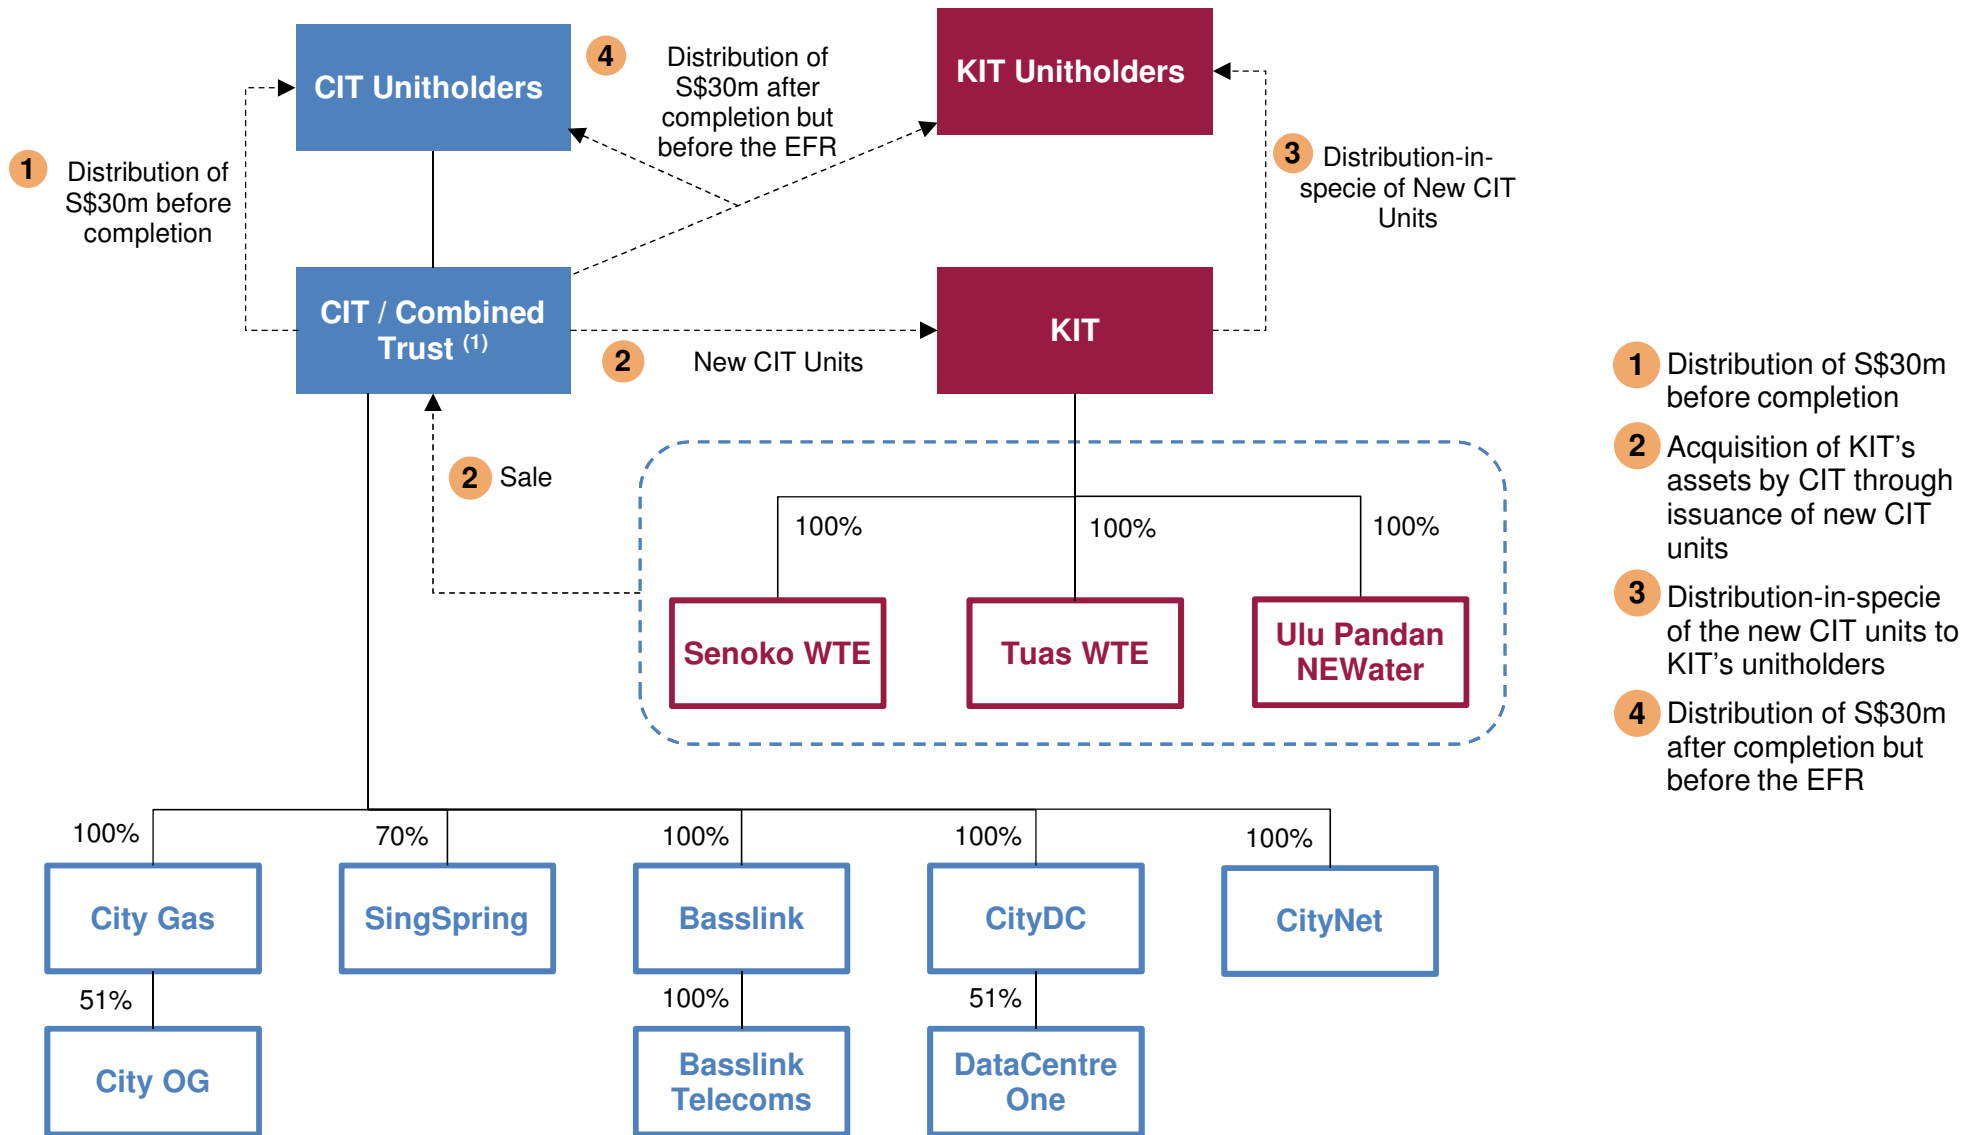 CIT Unitholders
4
Distribution of
S$30m after
completion but
before the EFR
KIT Unitholders
1
Distribution of
S$30m before
completion
3
Distribution-in-
specie of New CIT
Units
CIT / Combined
Trust (1)
2
New CIT Units
KIT
2
Sale
100%
100%
100%
Senoko WTE
Tuas WTE
Ulu Pandan
NEWater
1
Distribution of S$30m
before completion
2
Acquisition of KIT’s
assets by CIT through
issuance of new CIT
units
3
Distribution-in-specie
of the new CIT units to
KIT’s unitholders
4
Distribution of S$30m
after completion but
before the EFR
100%
70%
100%
100%
100%
City Gas
SingSpring
Basslink
CityDC
CityNet
51%
100%
51%
City OG
Basslink
Telecoms
DataCentre
One